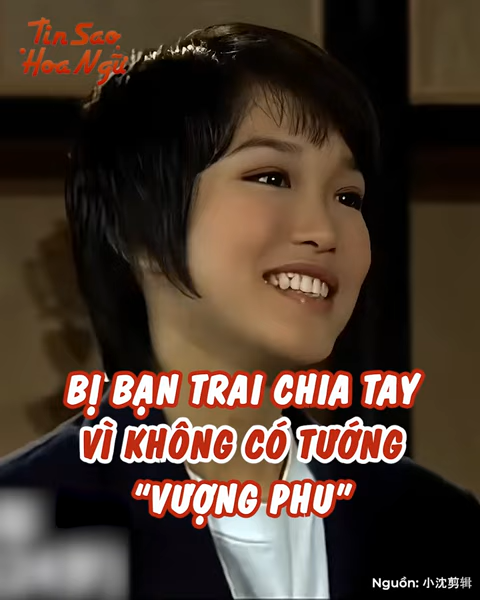 Tin Sao
Hoa Ngữ
BỊ BẠN TRAI CHIA TAY
VÌ KHÔNG CÓ TƯỚNG
“VƯỢNG PHU”
Nguồn: 小沈剪辑